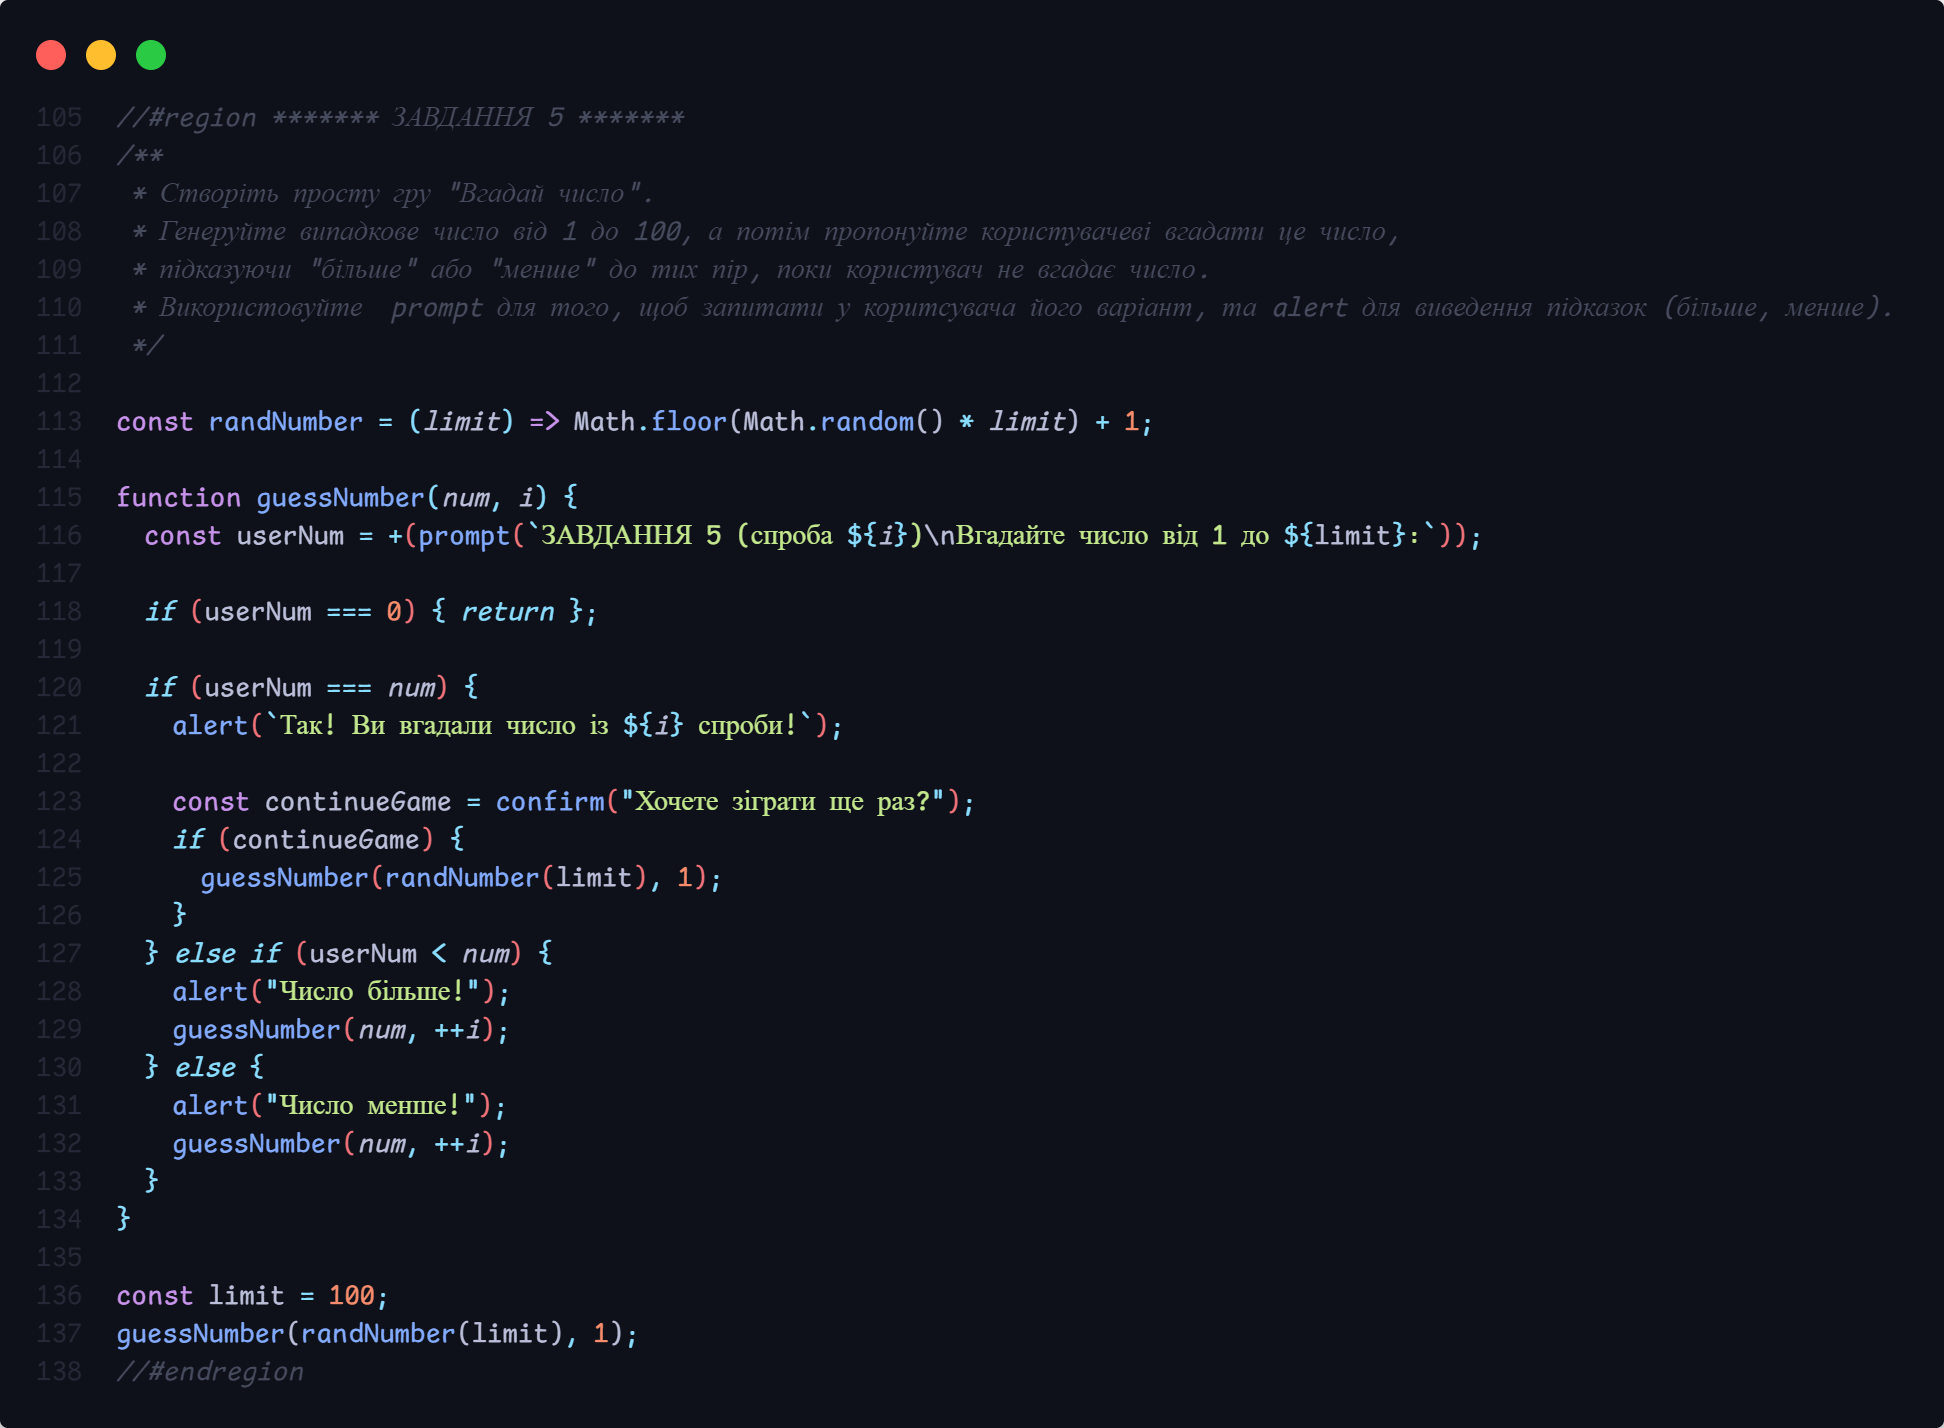 105 //#region ******* ЗАВДАННЯ 5 *******
106 /**
107  * Створіть просту гру "Вгадай число".
108  * Генеруйте випадкове число від 1 до 100, а потім пропонуйте користувачеві вгадати це число,
109  * підказуючи "більше" або "менше" до тих пір, поки користувач не вгадає число.
110  * Використовуйте  prompt для того, щоб запитати у коритсувача його варіант, та alert для виведення підказок (більше, менше).
111  */
112
113 const randNumber = (limit) => Math.floor(Math.random() * limit) + 1;
114
115 function guessNumber(num, i) {
116   const userNum = +(prompt(`ЗАВДАННЯ 5 (спроба ${i})\nВгадайте число від 1 до ${limit}:`));
117
118   if (userNum === 0) { return };
119
120   if (userNum === num) {
121     alert(`Так! Ви вгадали число із ${i} спроби!`);
122
123     const continueGame = confirm("Хочете зіграти ще раз?");
124     if (continueGame) {
125       guessNumber(randNumber(limit), 1);
126     }
127   } else if (userNum < num) {
128     alert("Число більше!");
129     guessNumber(num, ++i);
130   } else {
131     alert("Число менше!");
132     guessNumber(num, ++i);
133   }
134 }
135
136 const limit = 100;
137 guessNumber(randNumber(limit), 1);
138 //#endregion